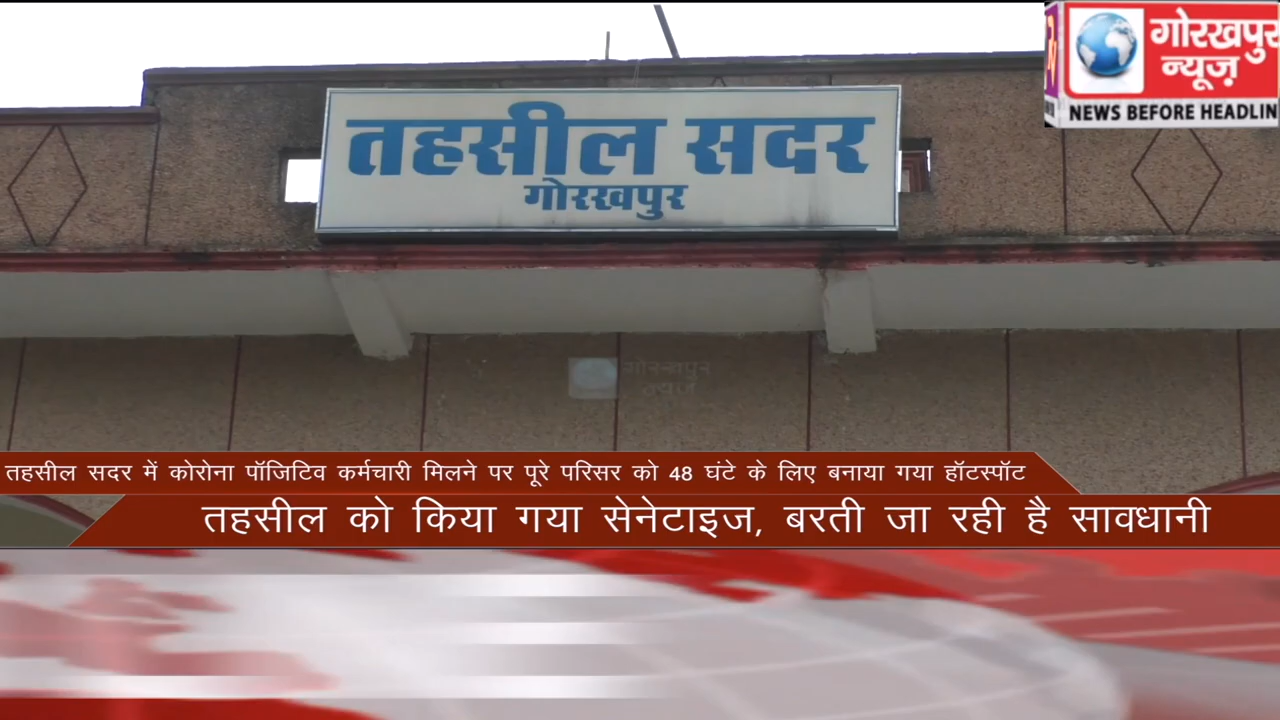 गोरखपुर
न्यूज़
NEWS BEFORE HEADLIN
तहसील सदर
गोरखपुर
गोरखपुर
न्यूज़
तहसील सदर में कोरोना पॉजिटिव कर्मचारी मिलने पर पूरे परिसर को 48 घंटे के लिए बनाया गया हॉटस्पॉट
तहसील को किया गया सेनेटाइज, बरती जा रही है सावधानी